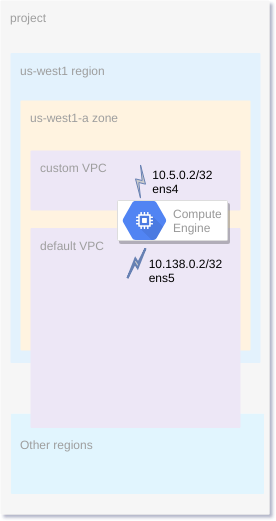 project
us-west1 region
us-west1-a zone
custom VPC
10.5.0.2/32
ens4
Compute
Engine
default VPC
10.138.0.2/32
ens5
Other regions